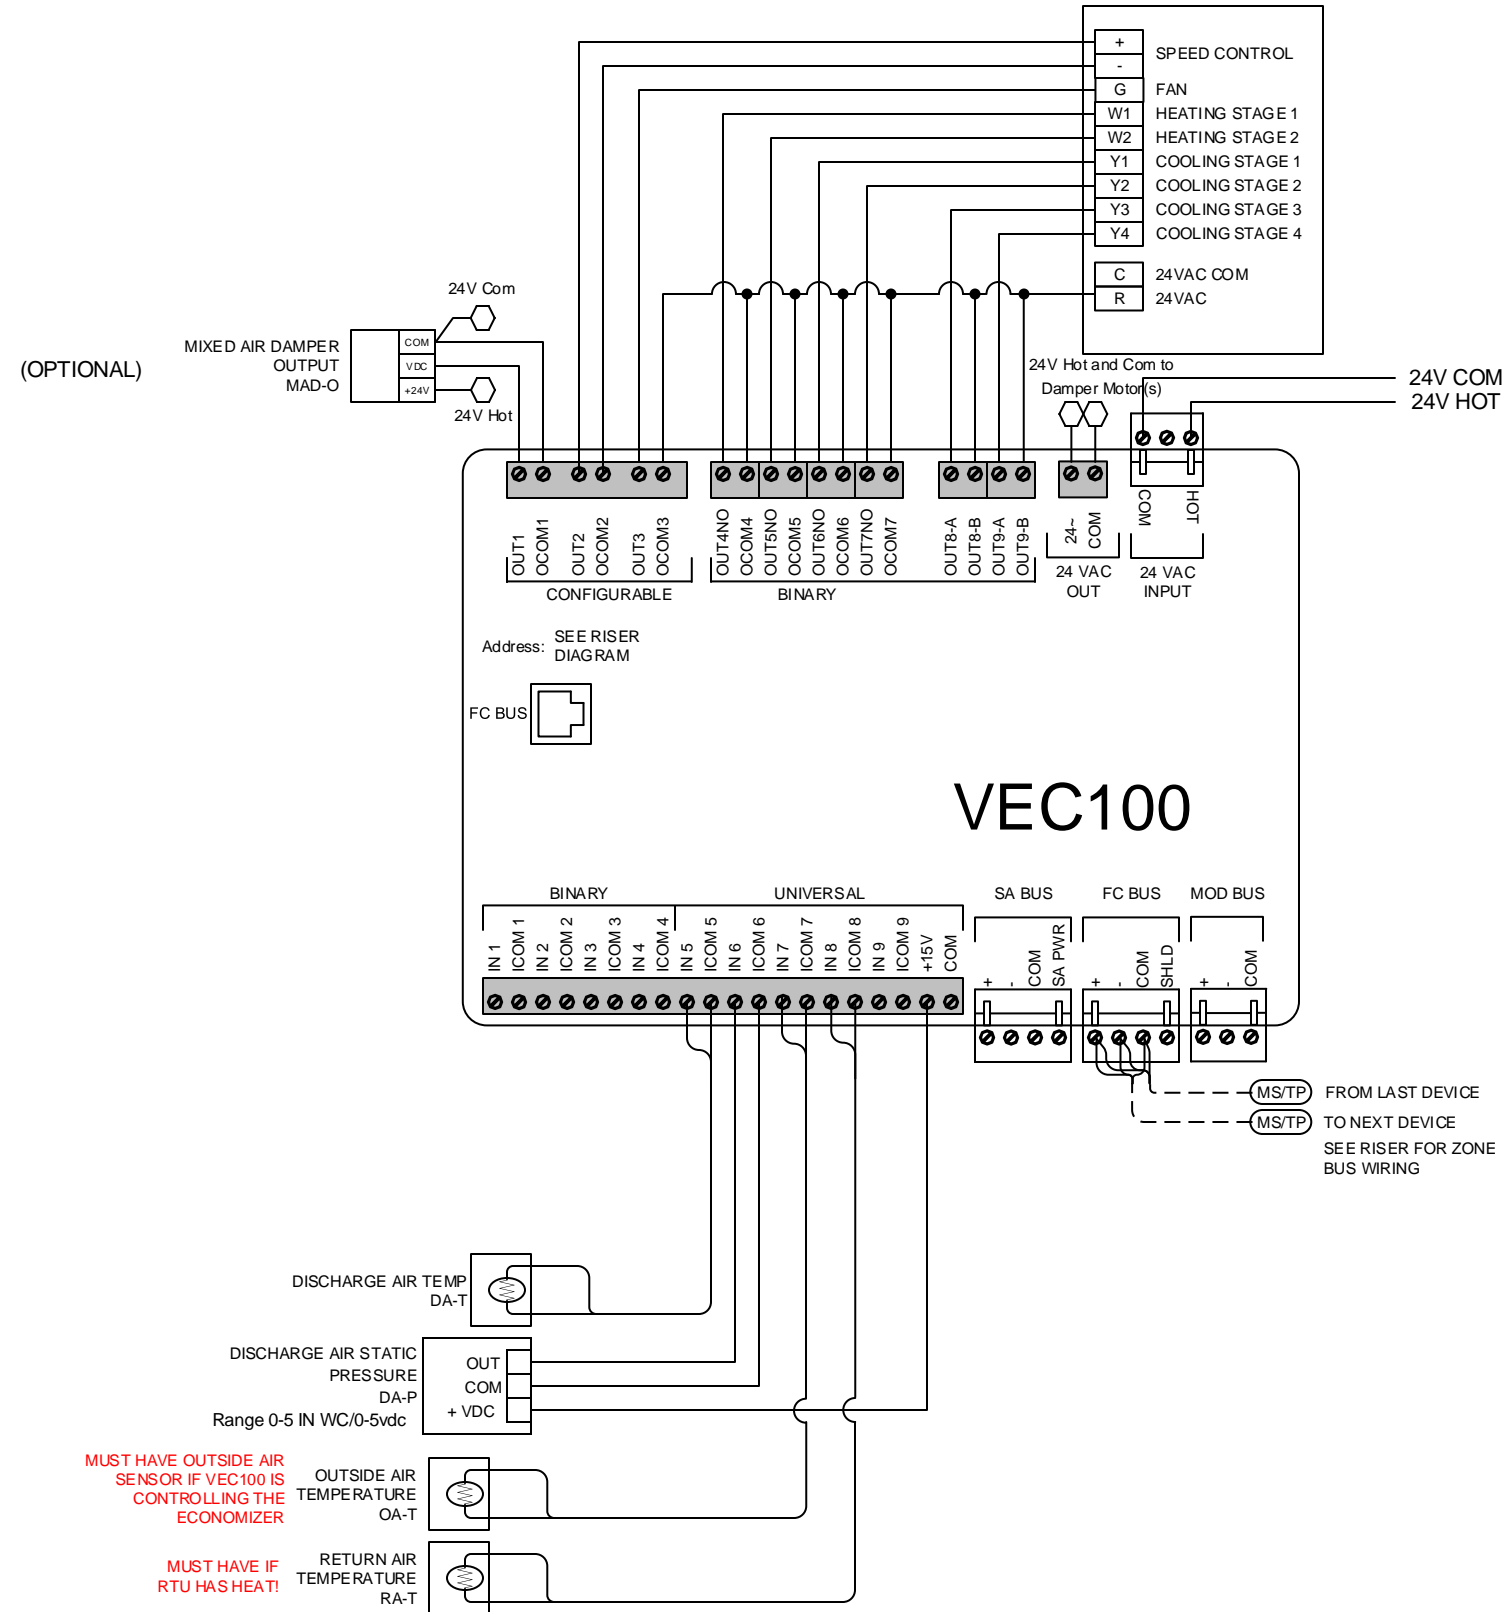 +
-
SPEED CONTROL
G FAN
W1 HEATING STAGE 1
W2 HEATING STAGE 2
Y1 COOLING STAGE 1
Y2 COOLING STAGE 2
Y3 COOLING STAGE 3
Y4 COOLING STAGE 4
C 24VAC COM
R 24VAC
24V Com
(OPTIONAL)
MIXED AIR DAMPER
OUTPUT
MAD-O
COM
VDC
+24V
24V Hot
24V Hot and Com to
Damper Motor(s)
24V COM
24V HOT
OUT1
OCOM1
OUT2
OCOM2
OUT3
OCOM3
CONFIGURABLE
OUT4NO
OCOM4
OUT5NO
OCOM5
OUT6NO
OCOM6
OUT7NO
OCOM7
OUT8-A
OUT8-B
OUT9-A
OUT9-B
BINARY
24~
COM
24 VAC
OUT
COM
HOT
24 VAC
INPUT
Address:
SEE RISER
DIAGRAM
FC BUS
VEC100
BINARY
UNIVERSAL
SA BUS
FC BUS
MOD BUS
IN 1
ICOM 1
IN 2
ICOM 2
IN 3
ICOM 3
IN 4
ICOM 4
IN 5
ICOM 5
IN 6
ICOM 6
IN 7
ICOM 7
IN 8
ICOM 8
IN 9
ICOM 9
+15V
COM
+
-
COM
SA PWR
+
-
COM
SHLD
+
-
COM
MS/TP FROM LAST DEVICE
MS/TP TO NEXT DEVICE
SEE RISER FOR ZONE
BUS WIRING
DISCHARGE AIR TEMP
DA-T
DISCHARGE AIR STATIC
PRESSURE
DA-P
Range 0-5 IN WC/0-5vdc
OUT
COM
+ VDC
MUST HAVE OUTSIDE AIR
SENSOR IF VEC100 IS
CONTROLLING THE
ECONOMIZER
OUTSIDE AIR
TEMPERATURE
OA-T
MUST HAVE IF
RTU HAS HEAT!
RETURN AIR
TEMPERATURE
RA-T